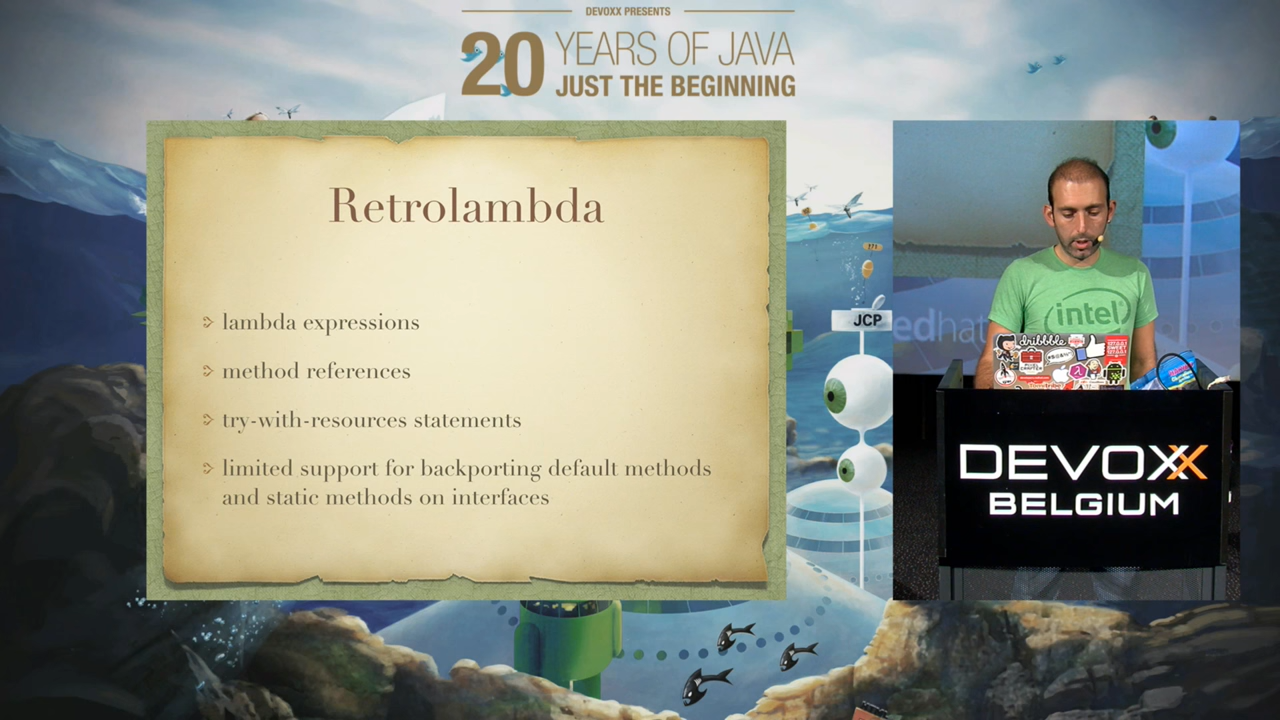 DEVOXX PRESENTS
20 YEARS OF JAVA
JUST THE BEGINNING
Retrolambda
lambda expressions
method references
try-with-resources statements
limited support for backporting default methods
and static methods on interfaces
JCP
edhat
intel
dribbble
DEVOXX
BELGIUM